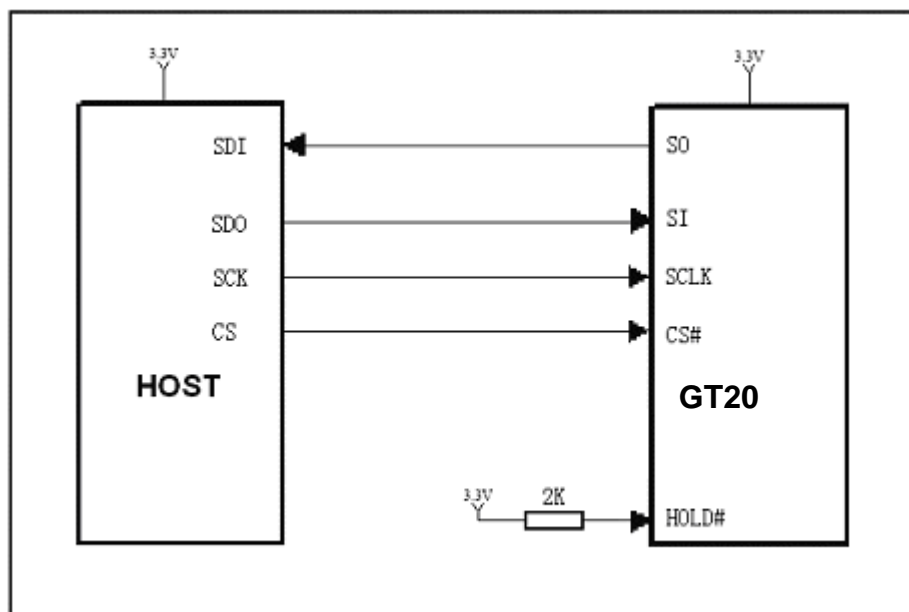 3.3V
3.3V
SDI
SO
SDO
SI
SCK
SCLK
CS
CS#
HOST
GT20
3.3V
2K
HOLD#